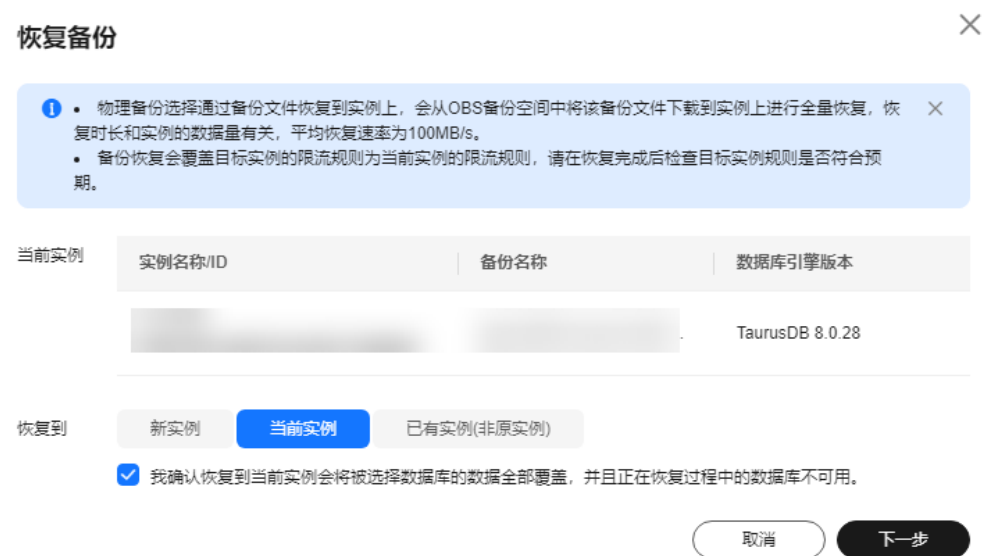 恢复备份
• 物理备份选择通过备份文件恢复到实例上，会从OBS备份空间中将该备份文件下载到实例上进行全量恢复，恢
复时长和实例的数据量有关，平均恢复速率为100MB/s。
• 备份恢复会覆盖目标实例的限流规则为当前实例的限流规则，请在恢复完成后检查目标实例规则是否符合预
期。
当前实例
实例名称/ID 备份名称 数据库引擎版本
TaurusDB 8.0.28
恢复到 新实例 当前实例 已有实例(非原实例)
我确认恢复到当前实例会将被选择数据库的数据全部覆盖，并且正在恢复过程中的数据库不可用。
取消 下一步